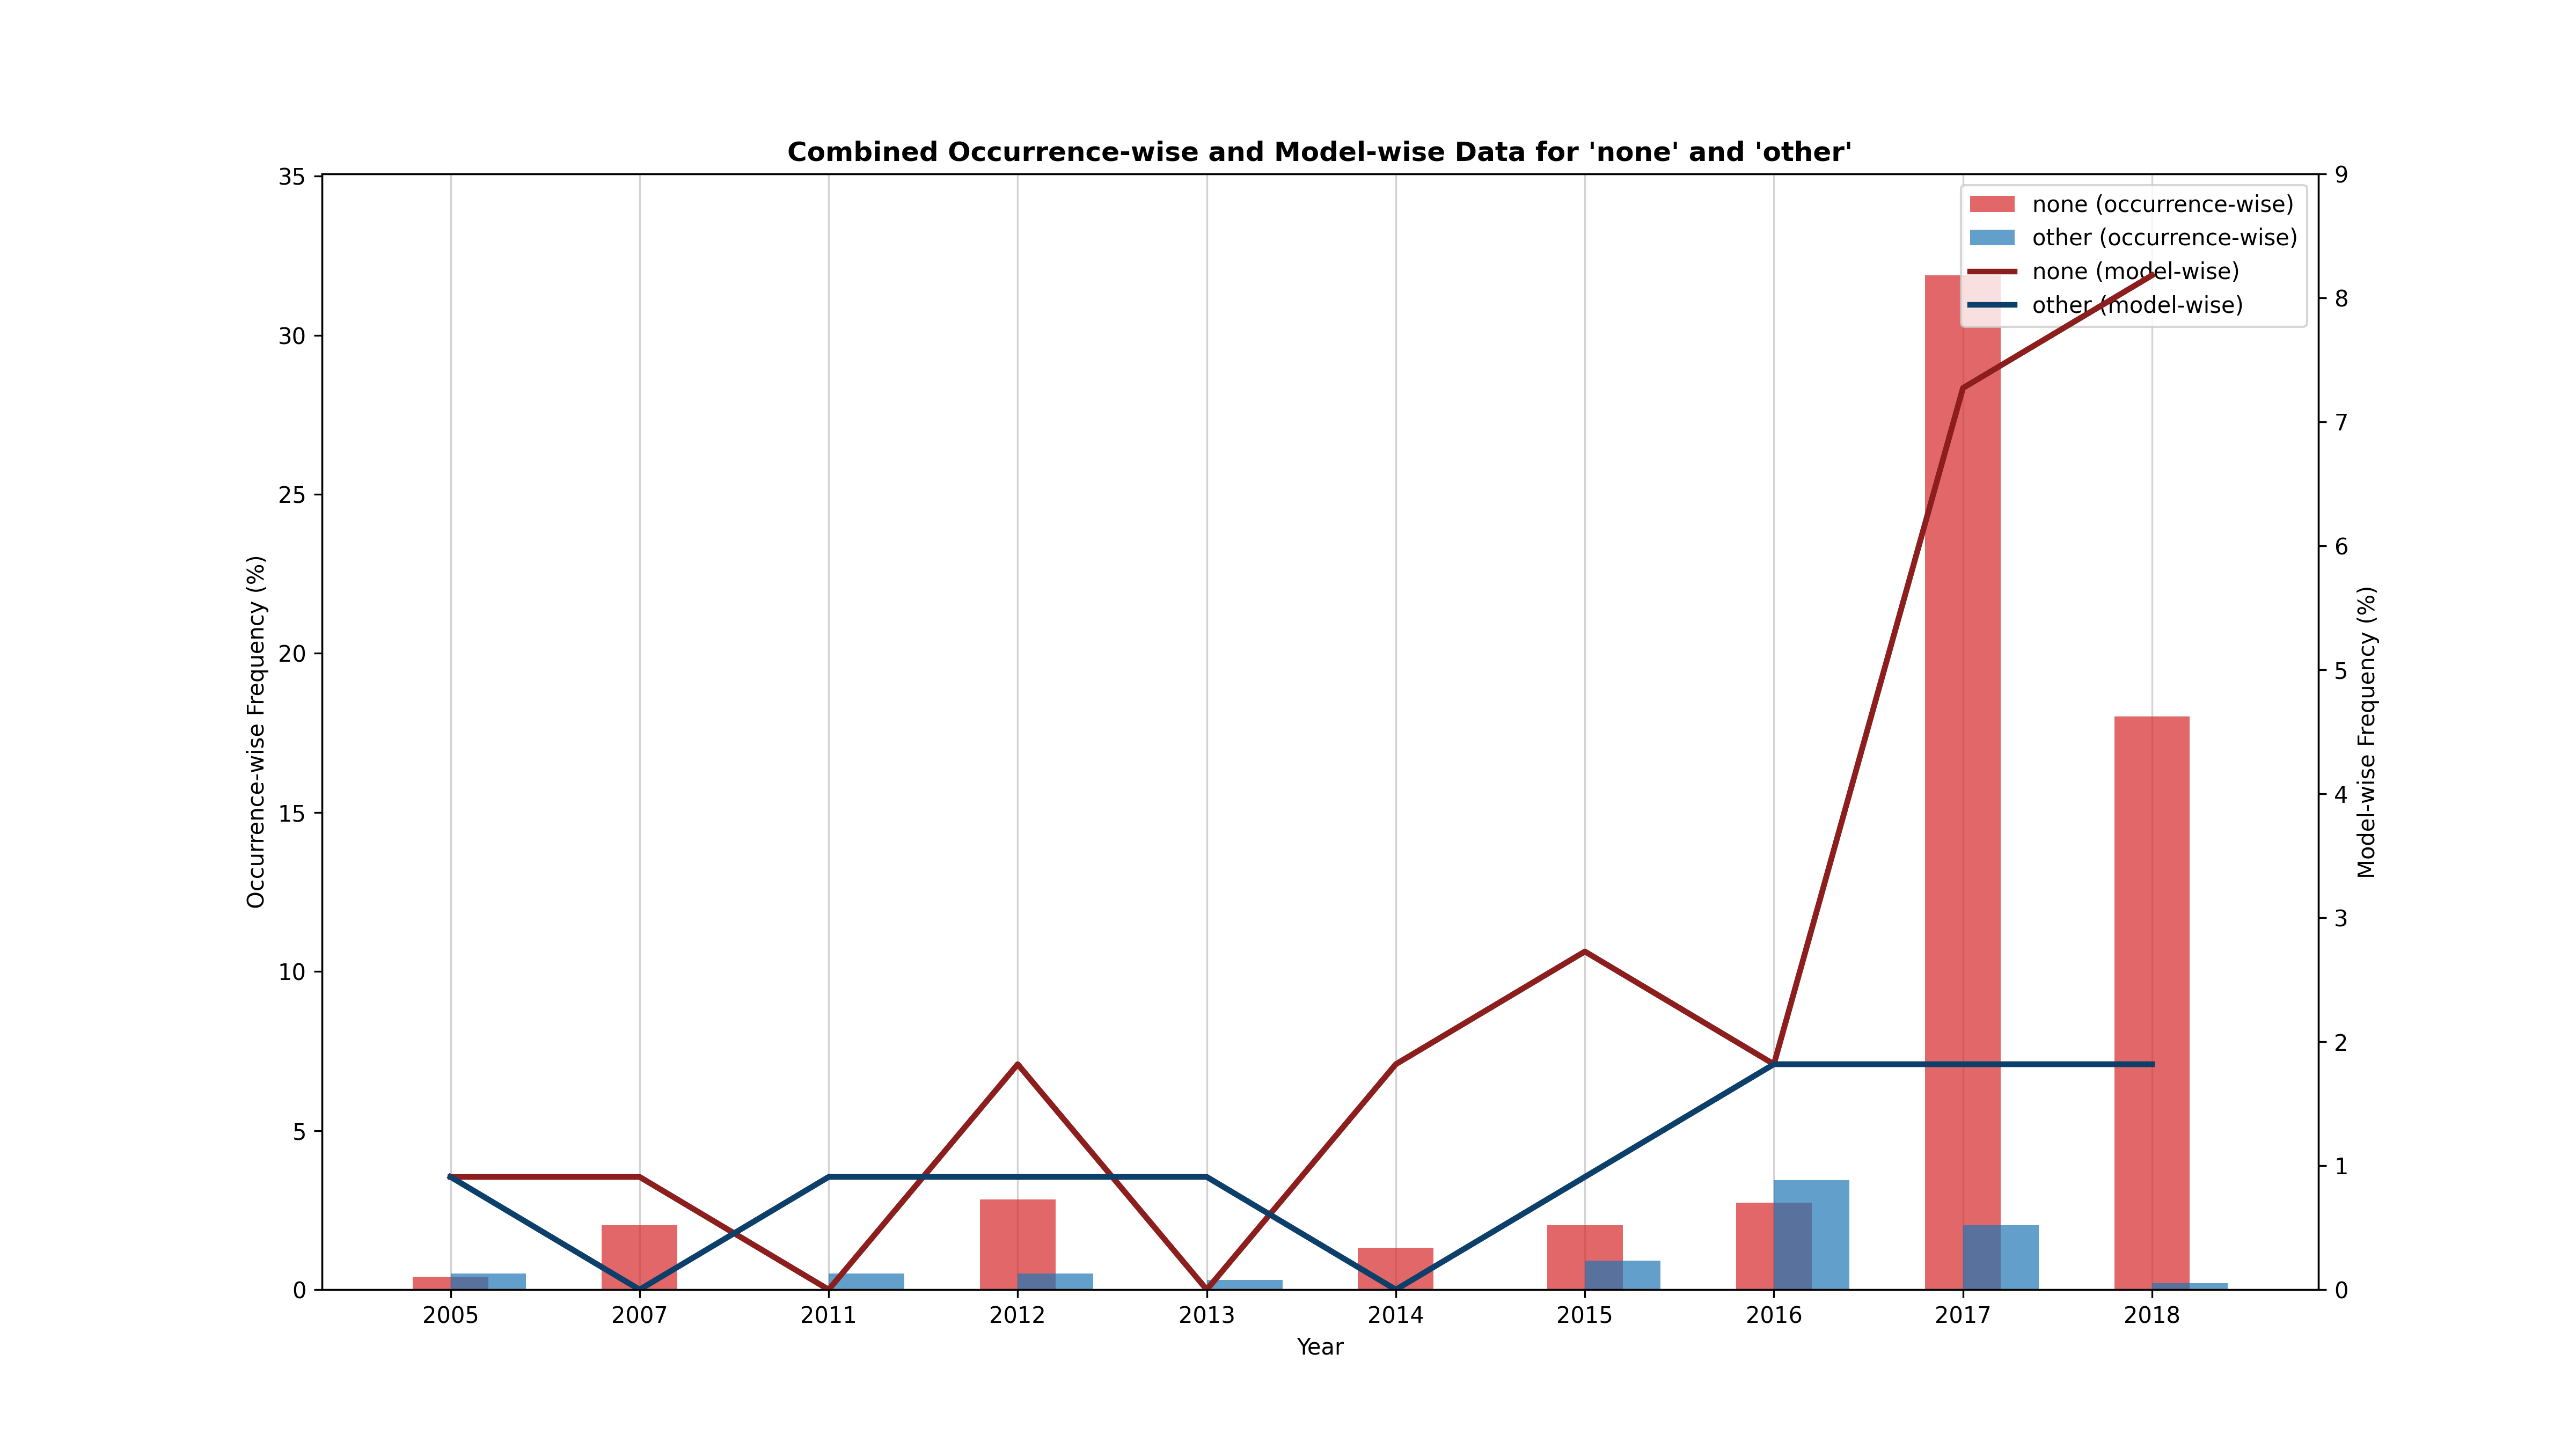 Combined Occurrence-wise and Model-wise Data for 'none' and 'other'
35
30
25
20
15
10
5
0
Occurrence-wise Frequency (%)
9
8
7
6
5
4
3
2
1
0
Model-wise Frequency (%)
none (occurrence-wise)
other (occurrence-wise)
none (model-wise)
other (model-wise)
2005 2007 2011 2012 2013 2014 2015 2016 2017 2018
Year